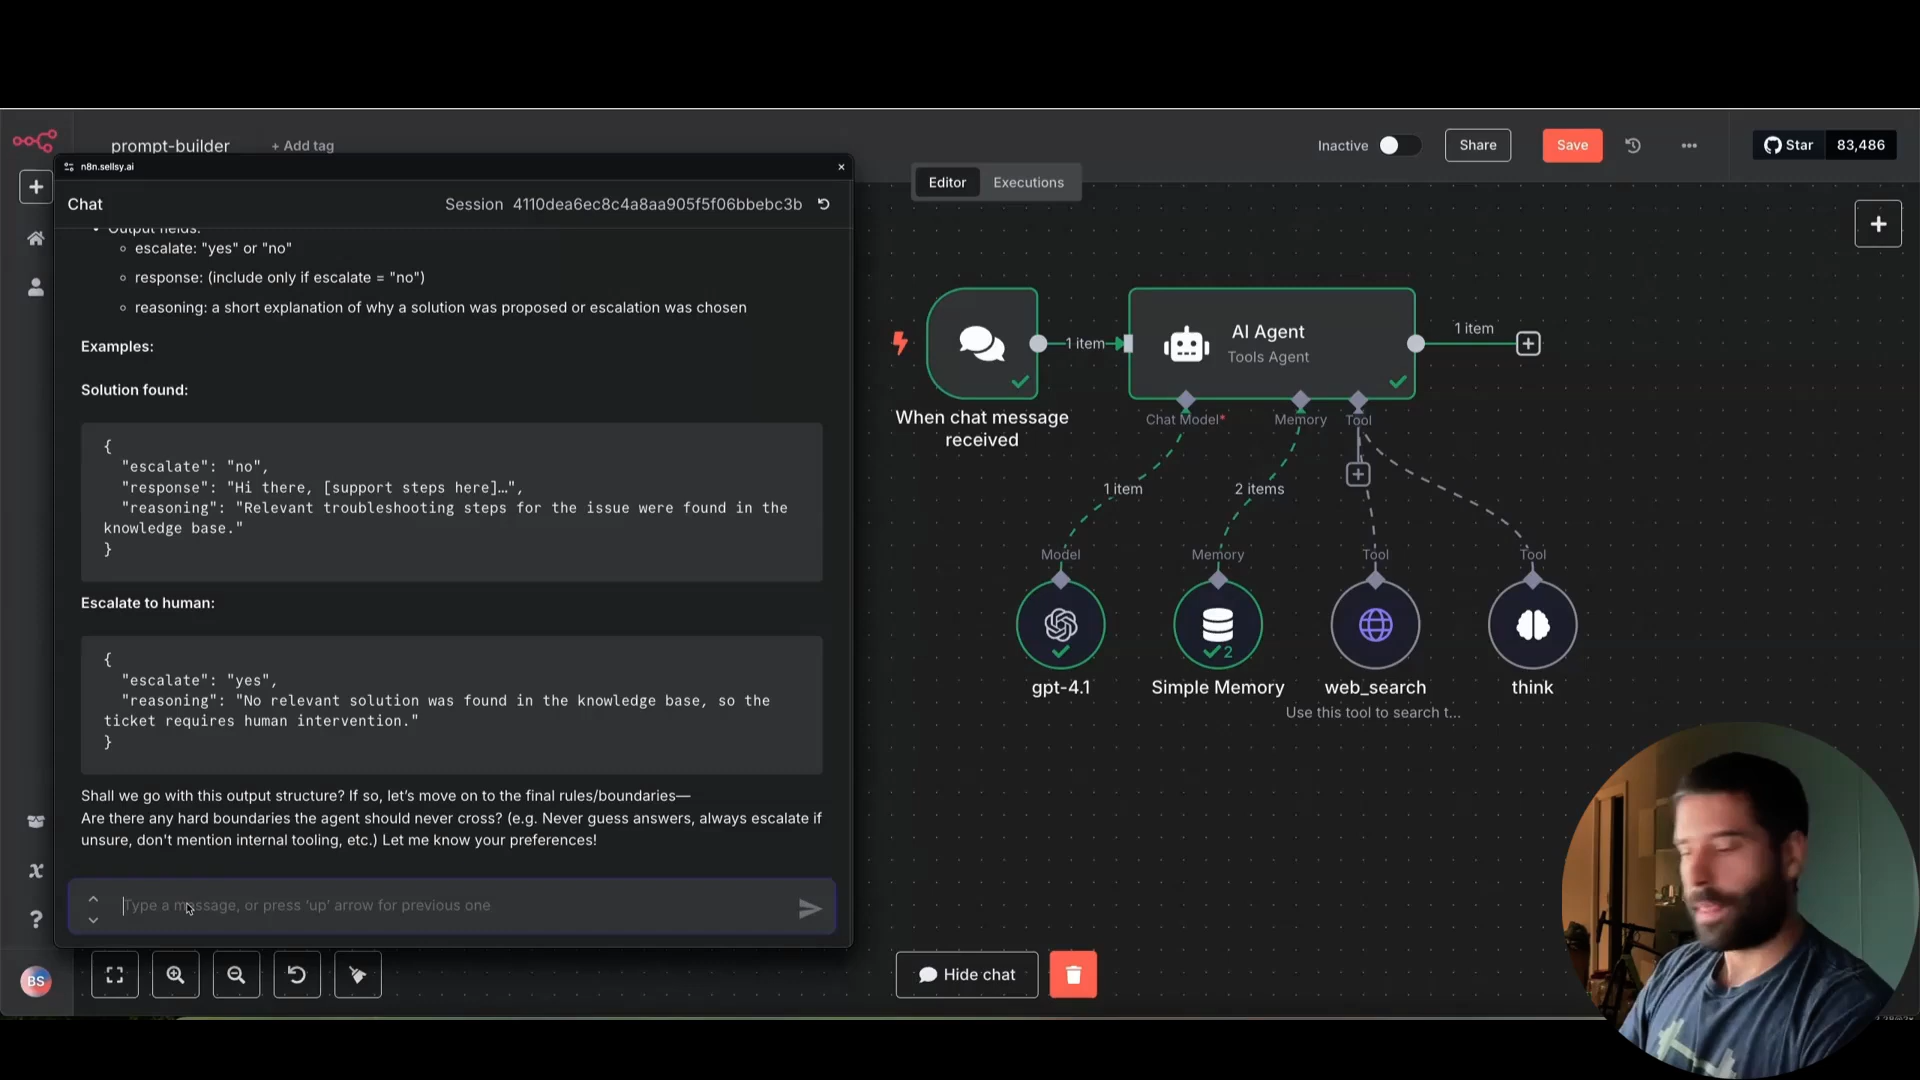 prompt-builder
+ Add tag
Inactive
Share
Save
Star
83,486
n8n.sellsy.ai
Editor
Executions
Chat
Session 4110dea6ec8c4a8aa905f5f06bbebc3b
Output fields:
escalate: "yes" or "no"
response: (include only if escalate = "no")
reasoning: a short explanation of why a solution was proposed or escalation was chosen
Examples:
Solution found:
{
"escalate": "no",
"response": "Hi there, [support steps here]…",
"reasoning": "Relevant troubleshooting steps for the issue were found in the
knowledge base."
}
Escalate to human:
{
"escalate": "yes",
"reasoning": "No relevant solution was found in the knowledge base, so the
ticket requires human intervention."
}
Shall we go with this output structure? If so, let’s move on to the final rules/boundaries—
Are there any hard boundaries the agent should never cross? (e.g. Never guess answers, always escalate if
unsure, don't mention internal tooling, etc.) Let me know your preferences!
Type a message, or press ‘up’ arrow for previous one
BS
1 item
AI Agent
Tools Agent
1 item
When chat message
received
Chat Model*
Memory
Tool
1 item
2 items
Model
Memory
Tool
Tool
2
gpt-4.1
Simple Memory
web_search
think
Use this tool to search t...
Hide chat